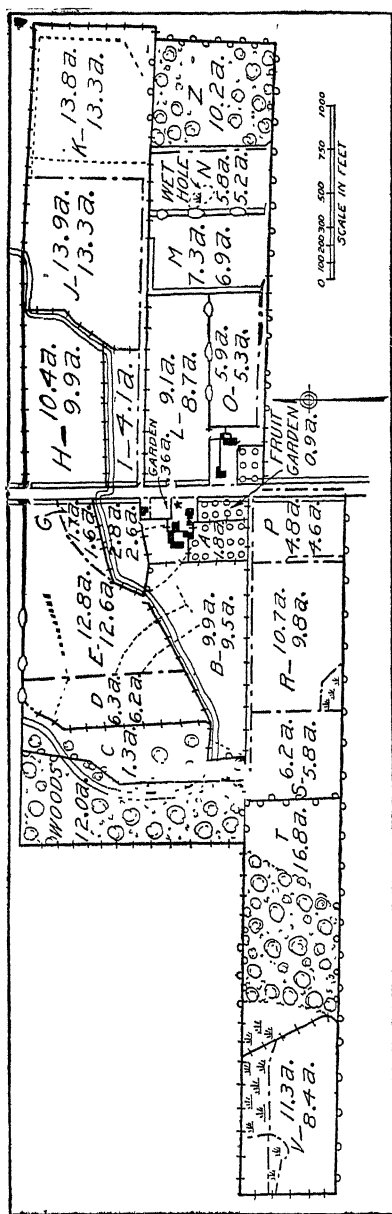 K- 13.8a.
13.3a.
J- 13.9a.
13.3a.
H- 10.4a.
9.9a.
I- 4.1a.
Z
10.2a.
WET
HOLE
N
5.8a
5.2a
M
7.3a
6.9a
9.1a
L- 8.7a.
O- 5.9a
5.3a
GARDEN
.36a.
0 100 200 300 500 750 1000
SCALE IN FEET
FRUIT
GARDEN
0.9a.
G
1.7a.
1.6a.
2.8a
2.6a
E- 12.8a.
12.6a
D
6.3a
6.2a
C
1.3a
WOODS
12.0a
A
1.8a
B- 9.9a
9.5a.
P
4.8a
4.6a
R- 10.7a
9.8a.
S- 6.2a
5.8a
T
16.8a
11.3a
V- 8.4a